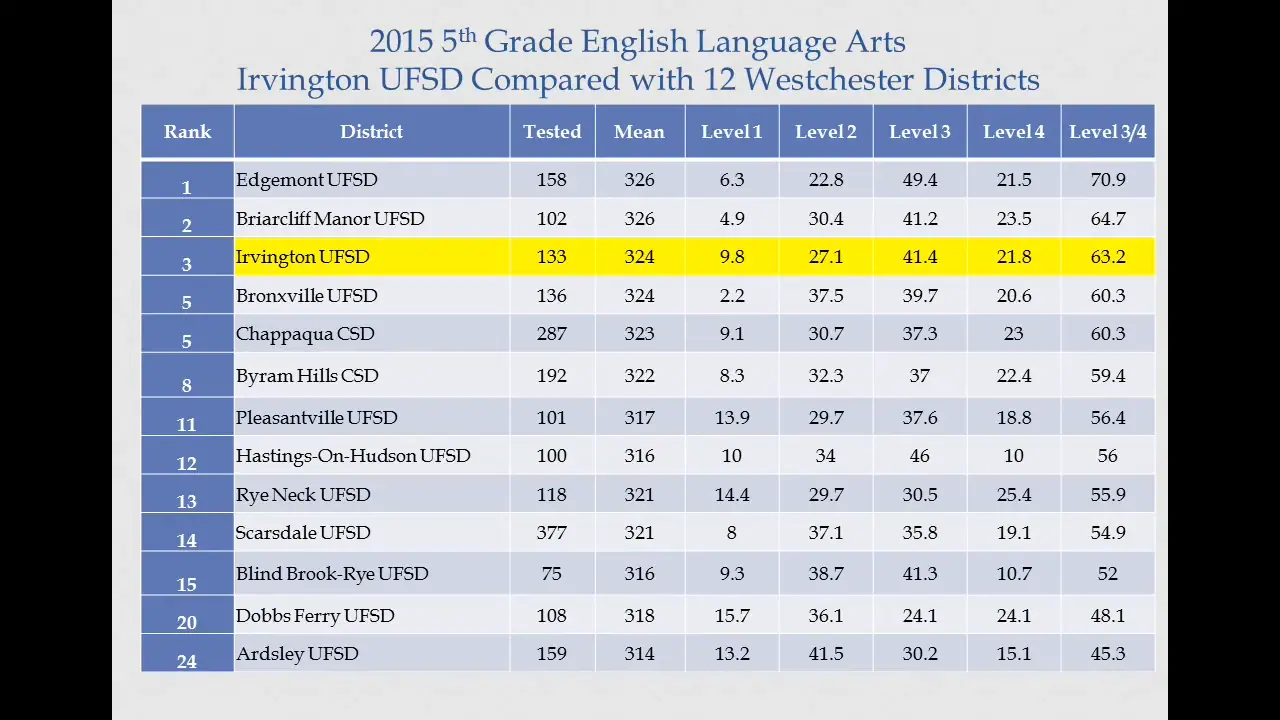 2015 5th Grade English Language Arts
Irvington UFSD Compared with 12 Westchester Districts
Rank District Tested Mean Level 1 Level 2 Level 3 Level 4 Level 3/4
1 Edgemont UFSD 158 326 6.3 22.8 49.4 21.5 70.9
2 Briarcliff Manor UFSD 102 326 4.9 30.4 41.2 23.5 64.7
3 Irvington UFSD 133 324 9.8 27.1 41.4 21.8 63.2
5 Bronxville UFSD 136 324 2.2 37.5 39.7 20.6 60.3
5 Chappaqua CSD 287 323 9.1 30.7 37.3 23 60.3
8 Byram Hills CSD 192 322 8.3 32.3 37 22.4 59.4
11 Pleasantville UFSD 101 317 13.9 29.7 37.6 18.8 56.4
12 Hastings-On-Hudson UFSD 100 316 10 34 46 10 56
13 Rye Neck UFSD 118 321 14.4 29.7 30.5 25.4 55.9
14 Scarsdale UFSD 377 321 8 37.1 35.8 19.1 54.9
15 Blind Brook-Rye UFSD 75 316 9.3 38.7 41.3 10.7 52
20 Dobbs Ferry UFSD 108 318 15.7 36.1 24.1 24.1 48.1
24 Ardsley UFSD 159 314 13.2 41.5 30.2 15.1 45.3